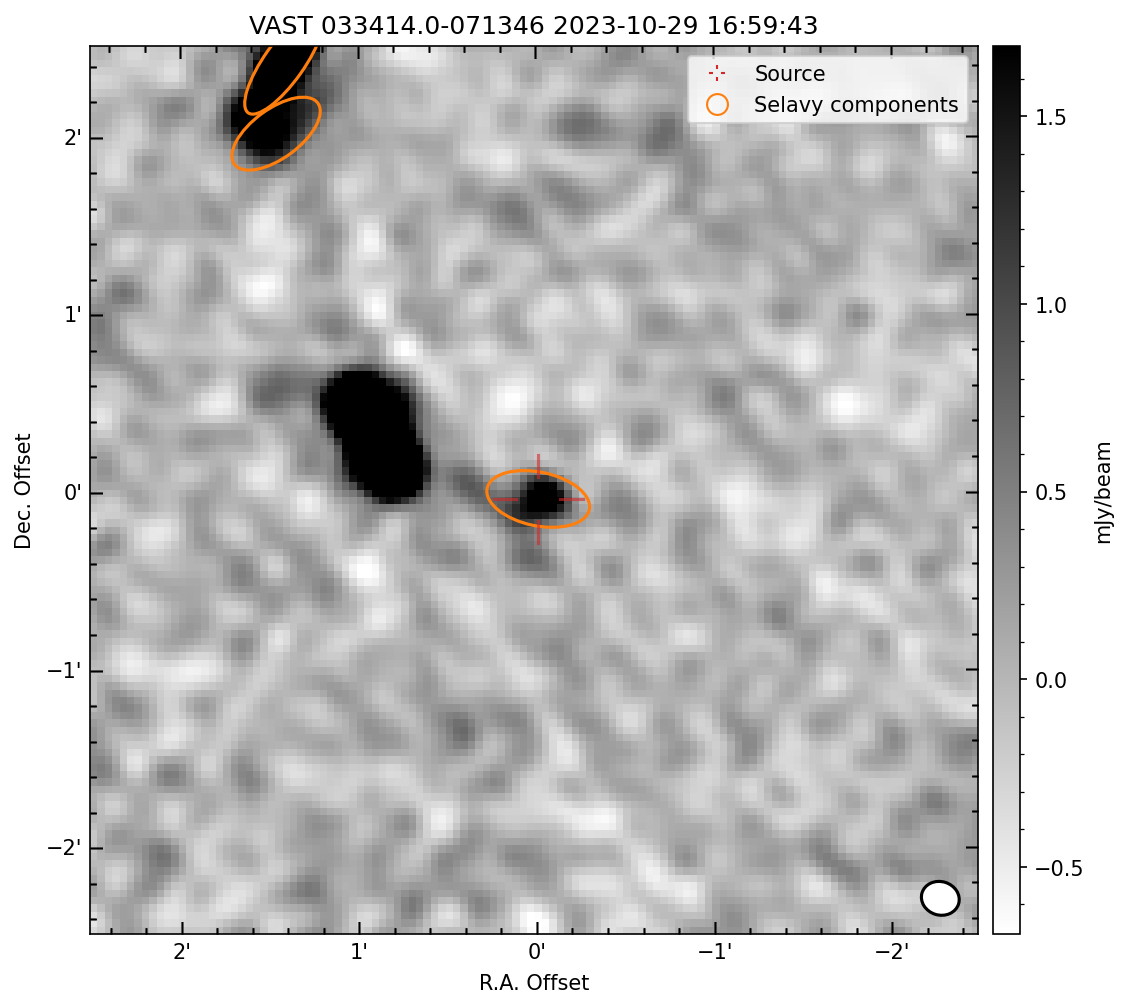 VAST 033414.0-071346 2023-10-29 16:59:43
Source
Selavy components
2'
1'
0'
−1'
−2'
Dec. Offset
2'
1'
0'
−1'
−2'
R.A. Offset
1.5
1.0
0.5
0.0
−0.5
mJy/beam